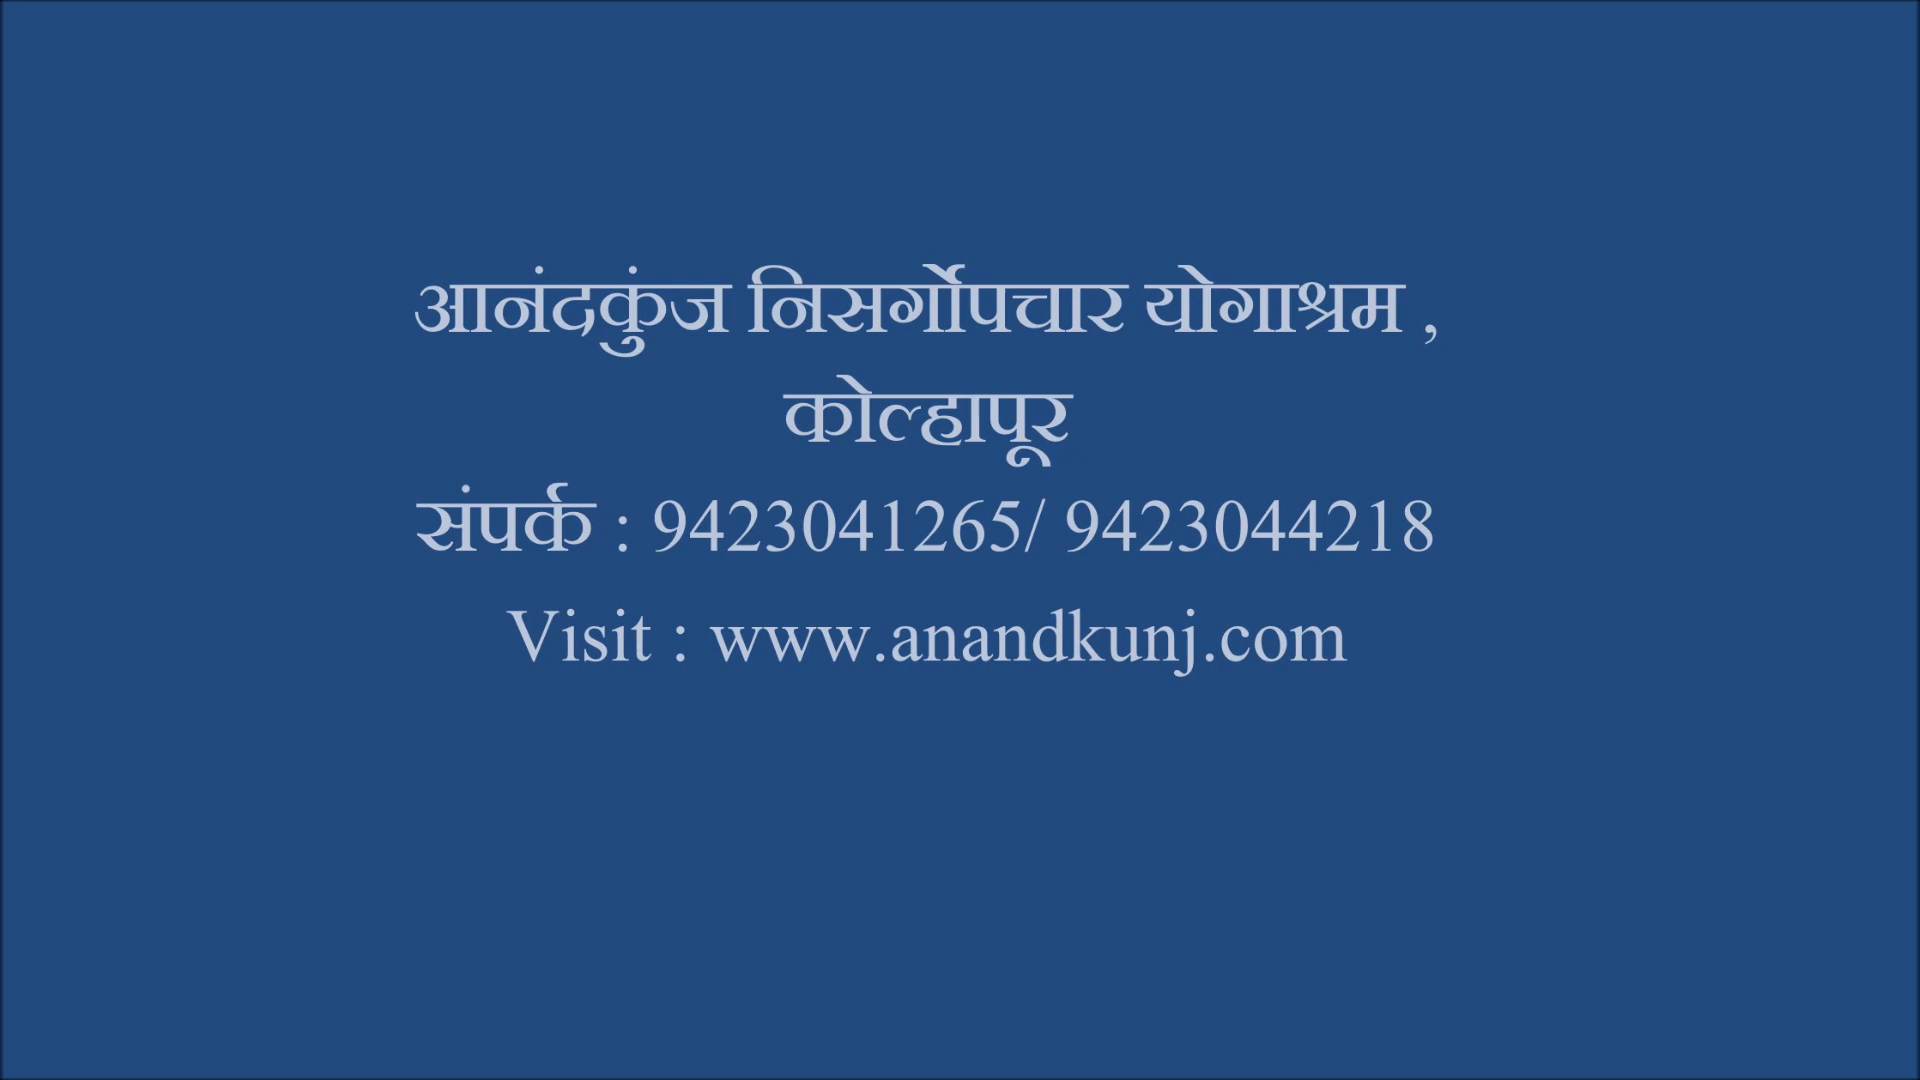 आनंदकुंज निसर्गोपचार योगाश्रम ,
कोल्हापूर
संपर्क : 9423041265/ 9423044218
Visit : www.anandkunj.com